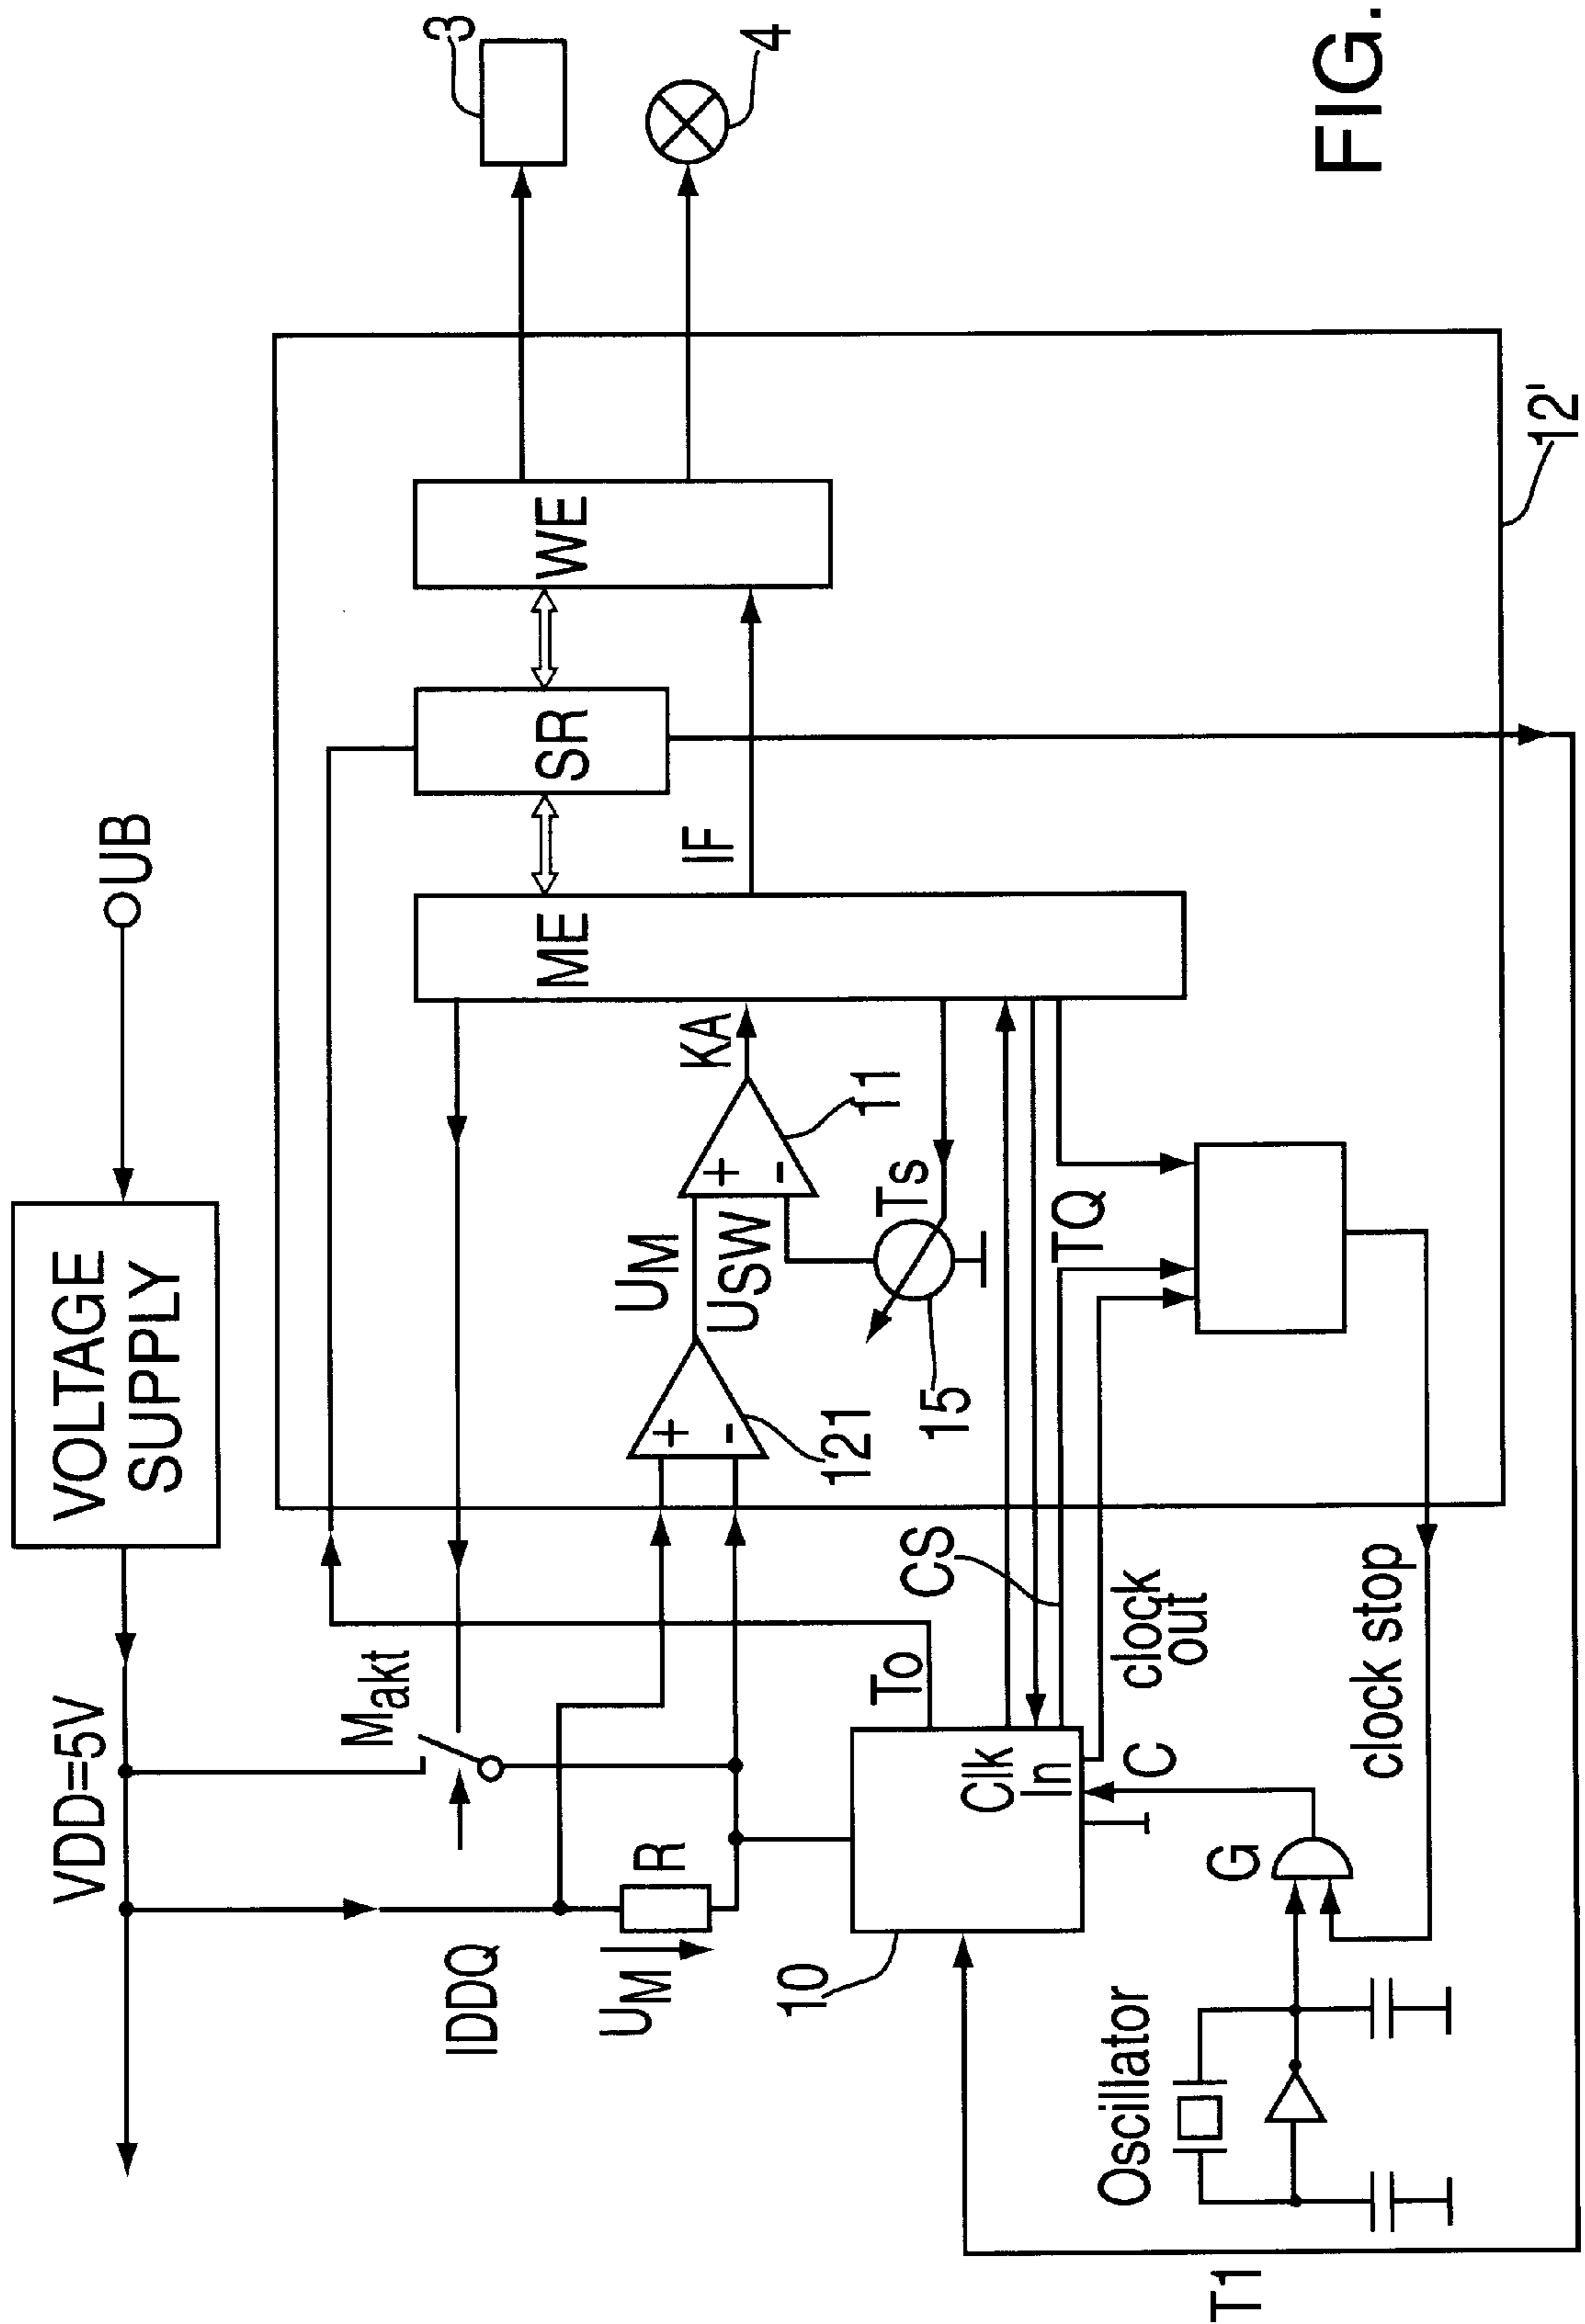 VOLTAGE
SUPPLY
UB
VDD=5V
Makt
IDDQ
UM
R
10
To
Clk
In
C
CS
clock
out
clock stop
G
Oscillator
T1
121
UM
USW
11
KA
15
Ts
TQ
ME
IF
SR
WE
3
4
12'
FIG.